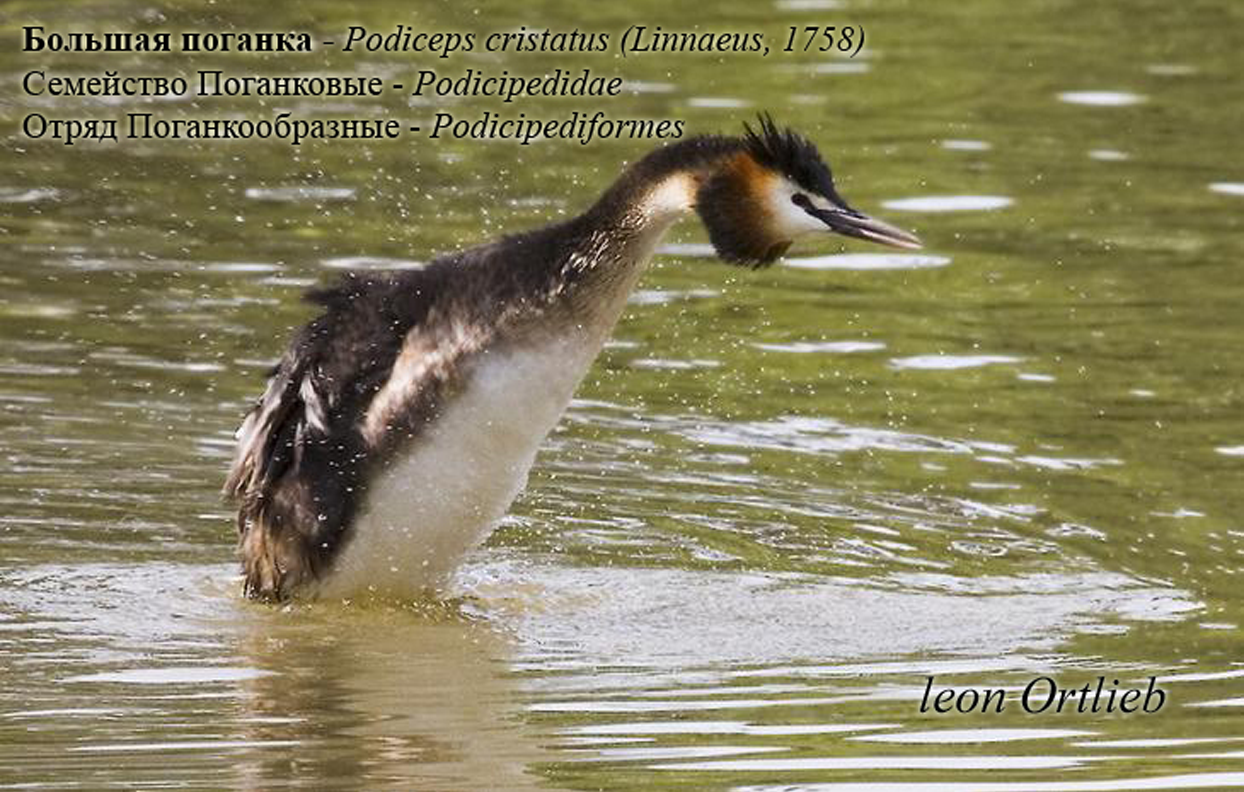 Большая поганка - Podiceps cristatus (Linnaeus, 1758)
Семейство Поганковые - Podicipedidae
Отряд Поганкообразные - Podicipediformes
leon Ortlieb